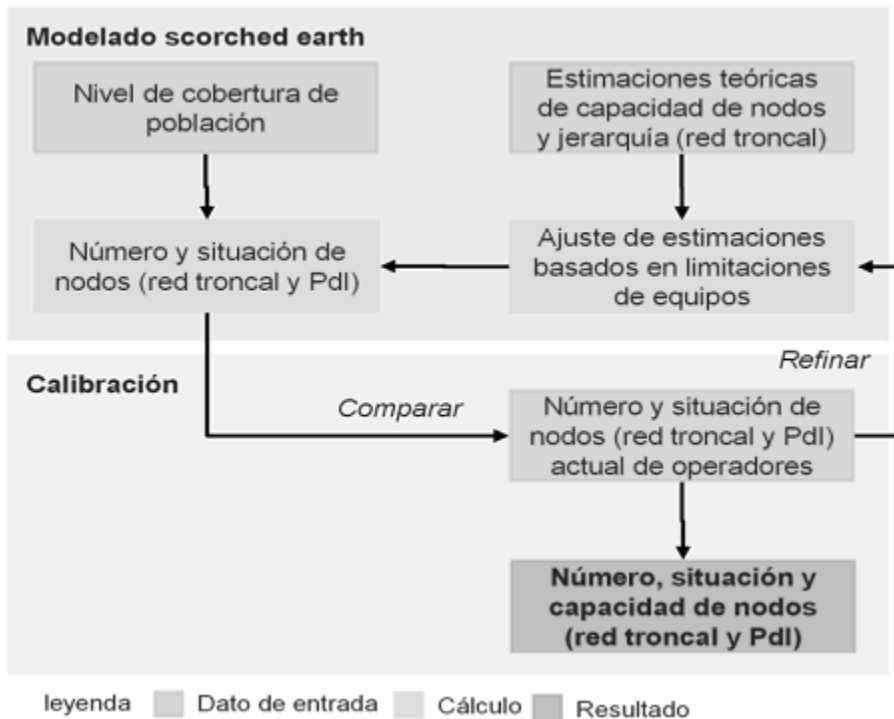 Modelado scorched earth
Nivel de cobertura de
población
Estimaciones teóricas
de capacidad de nodos
y jerarquía (red troncal)
Número y situación de
nodos (red troncal y PdI)
Ajuste de estimaciones
basados en limitaciones
de equipos
Refinar
Calibración
Comparar
Número y situación de
nodos (red troncal y PdI)
actual de operadores
Número, situación y
capacidad de nodos
(red troncal y PdI)
leyenda Dato de entrada Cálculo Resultado